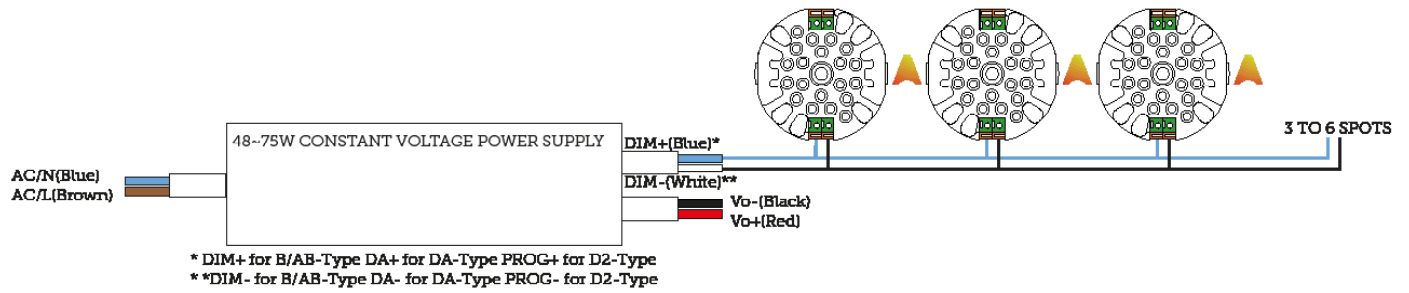 3 TO 6 SPOTS
48~75W CONSTANT VOLTAGE POWER SUPPLY
DIM+(Blue)*
AC/N(Blue)
AC/L(Brown)
DIM-(White)**
Vo-(Black)
Vo+(Red)
* DIM+ for B/AB-Type DA+ for DA-Type PROG+ for D2-Type
* *DIM- for B/AB-Type DA- for DA-Type PROG- for D2-Type